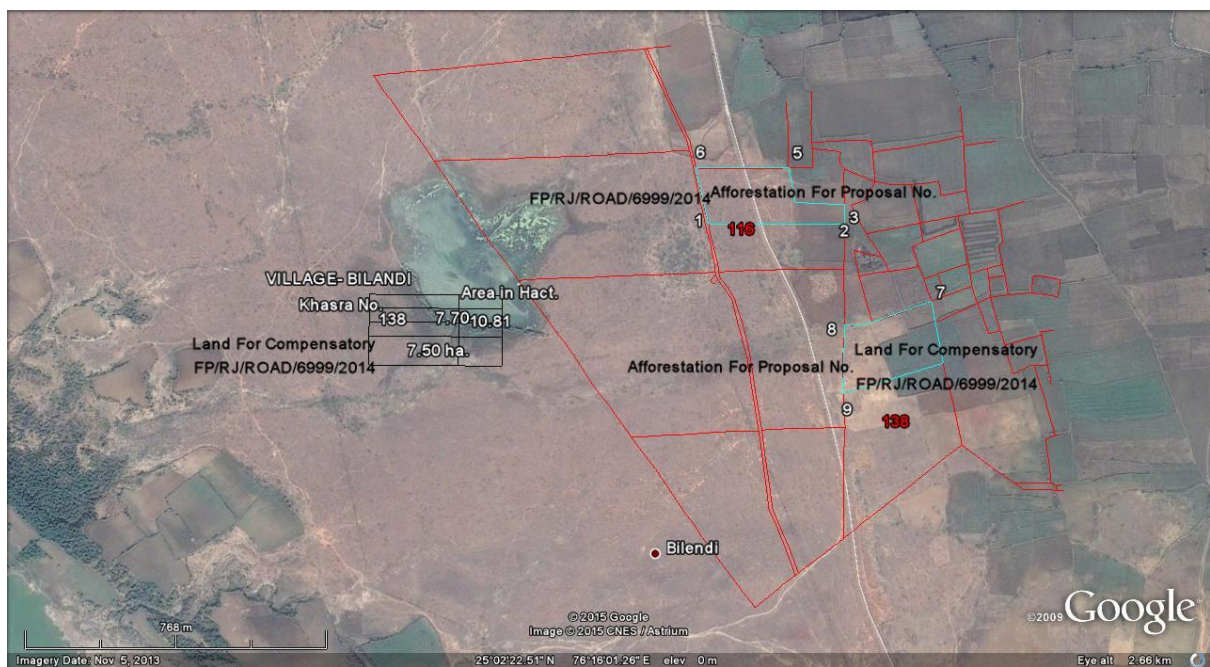 6
5
FP/RJ/ROAD/6999/2014
Afforestation For Proposal No.
1
116
3
2
VILLAGE- BILANDI
Area in Hact.
Khasra No.
138
7.70
10.81
Land For Compensatory
7.50 ha.
FP/RJ/ROAD/6999/2014
7
8
Land For Compensatory
Afforestation For Proposal No.
FP/RJ/ROAD/6999/2014
9
138
Bilendi
768 m
© 2015 Google
Image © 2015 CNES / Astrium
©2009 Google™
Imagery Date: Nov 5, 2013
25°02'22.51" N 76°16'01.26" E elev 0 m
Eye alt 2.66 km